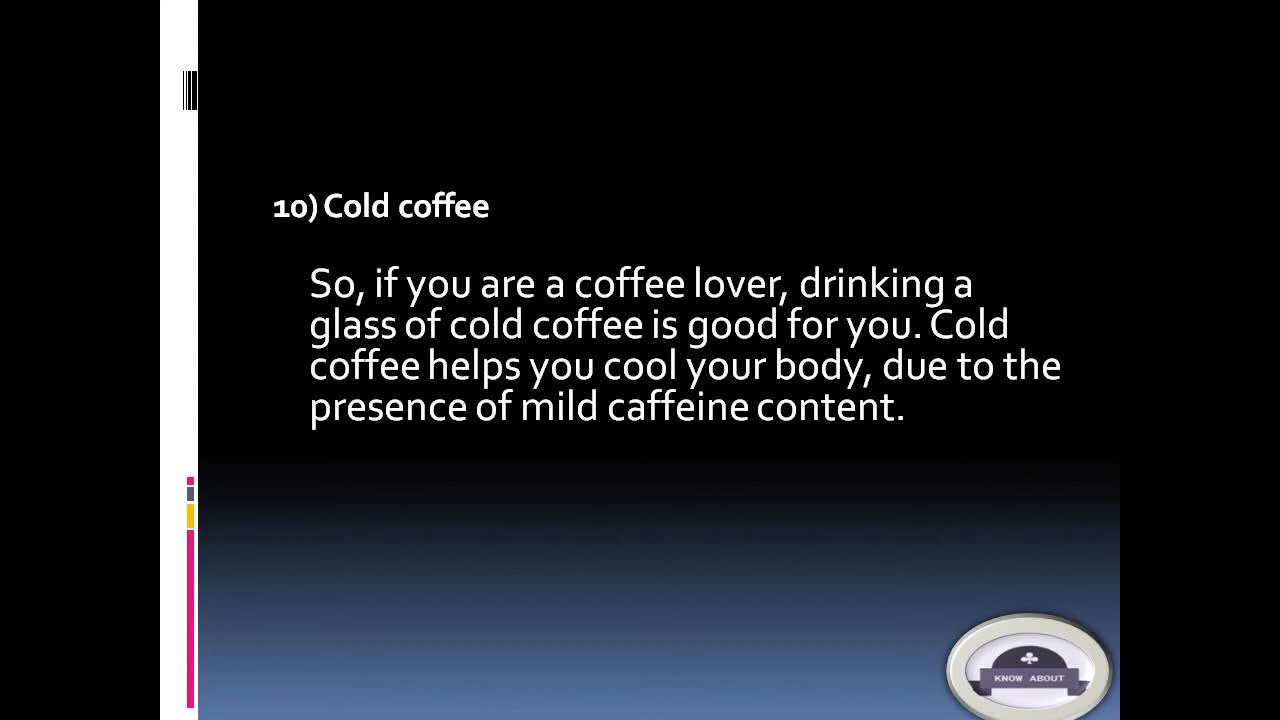 10) Cold coffee
So, if you are a coffee lover, drinking a
glass of cold coffee is good for you. Cold
coffee helps you cool your body, due to the
presence of mild caffeine content.
KNOW ABOUT